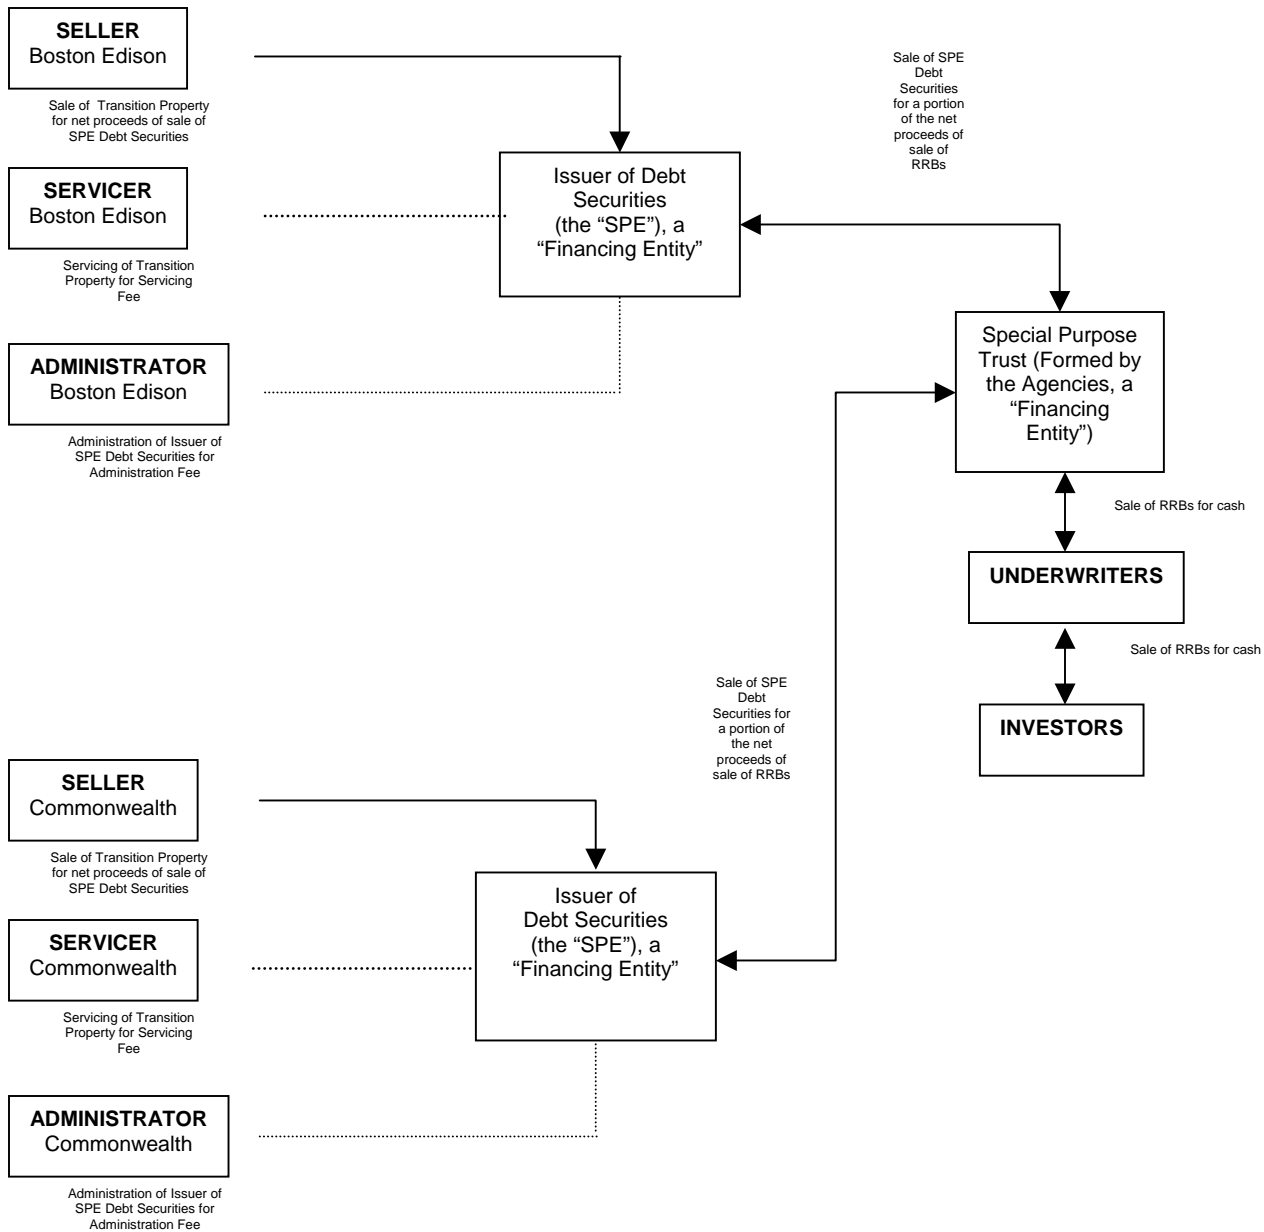 SELLER
Boston Edison
Sale of Transition Property
for net proceeds of sale of
SPE Debt Securities
SERVICER
Boston Edison
Servicing of Transition
Property for Servicing
Fee
ADMINISTRATOR
Boston Edison
Administration of Issuer of
SPE Debt Securities for
Administration Fee
Issuer of Debt
Securities
(the “SPE”), a
“Financing Entity”
Sale of SPE
Debt
Securities
for a portion
of the net
proceeds of
sale of
RRBs
Special Purpose
Trust (Formed by
the Agencies, a
“Financing
Entity”)
Sale of RRBs for cash
UNDERWRITERS
Sale of RRBs for cash
INVESTORS
Sale of SPE
Debt
Securities for
a portion of
the net
proceeds of
sale of RRBs
SELLER
Commonwealth
Sale of Transition Property
for net proceeds of sale of
SPE Debt Securities
SERVICER
Commonwealth
Servicing of Transition
Property for Servicing
Fee
ADMINISTRATOR
Commonwealth
Administration of Issuer of
SPE Debt Securities for
Administration Fee
Issuer of
Debt Securities
(the “SPE”), a
“Financing Entity”